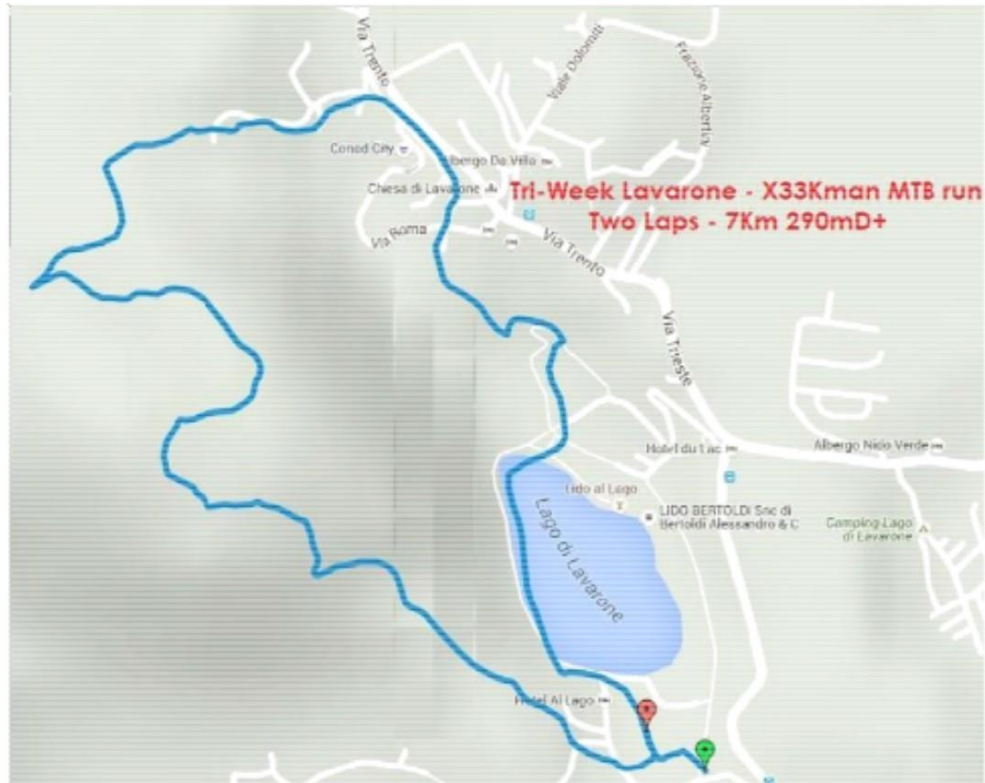 Via Trento
Viale Dolomiti
Frazione Albertini
Conad City
Albergo Da Villa
Chiesa di Lavarone
Tri-Week Lavarone - X33Kman MTB run
Two Laps - 7Km 290mD+
Via Roma
Via Trento
Via Trieste
Hotel du Lac
Albergo Nido Verde
Lido al Lago
LIDO BERTOLDI Snc di
Bertoldi Alessandro & C
Camping Lago
di Lavarone
Lago di Lavarone
Hotel Al Lago